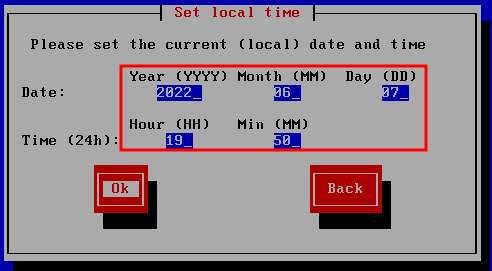 Set local time
Please set the current (local) date and time
Year (YYYY) Month (MM) Day (DD)
Date: 2022_ 06_ 07_
Hour (HH) Min (MM)
Time (24h): 19_ 50_
Ok Back